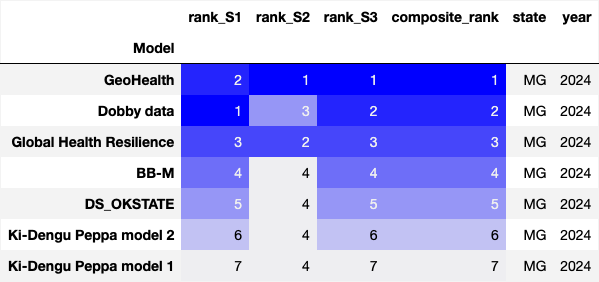 rank_S1 rank_S2 rank_S3 composite_rank state year
Model
GeoHealth 2 1 1 1 MG 2024
Dobby data 1 3 2 2 MG 2024
Global Health Resilience 3 2 3 3 MG 2024
BB-M 4 4 4 4 MG 2024
DS_OKSTATE 5 4 5 5 MG 2024
Ki-Dengu Peppa model 2 6 4 6 6 MG 2024
Ki-Dengu Peppa model 1 7 4 7 7 MG 2024